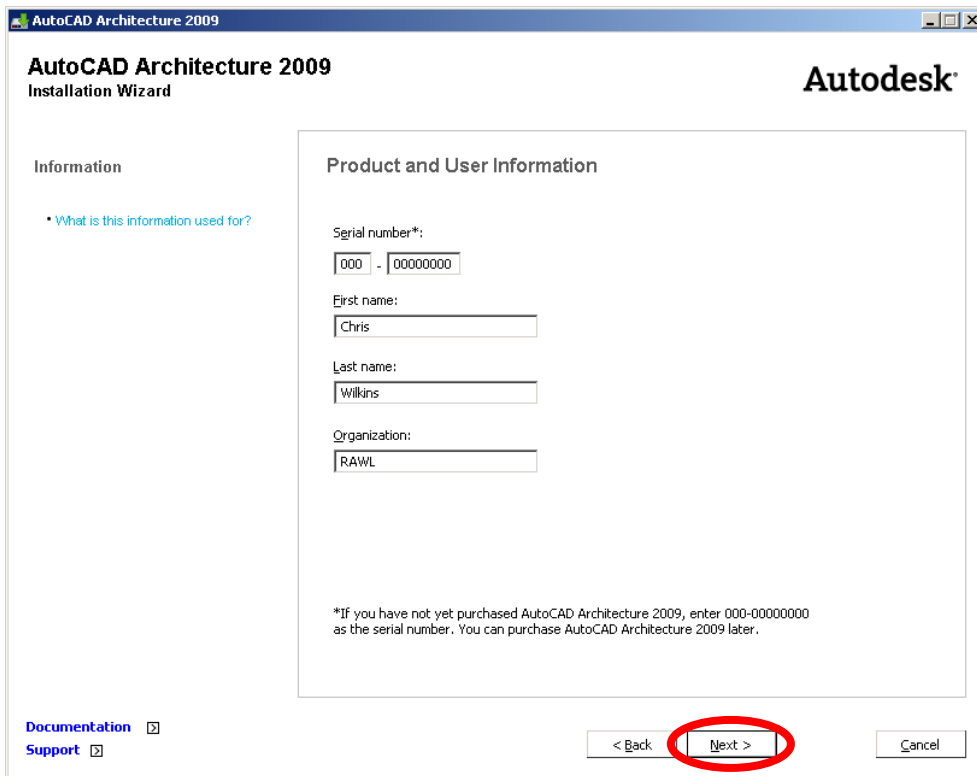 AutoCAD Architecture 2009
AutoCAD Architecture 2009
Installation Wizard
Autodesk
Information
• What is this information used for?
Product and User Information
Serial number*:
000 - 00000000
First name:
Chris
Last name:
Wilkins
Organization:
RAWL
*If you have not yet purchased AutoCAD Architecture 2009, enter 000-00000000
as the serial number. You can purchase AutoCAD Architecture 2009 later.
Documentation
Support
< Back
Next >
Cancel